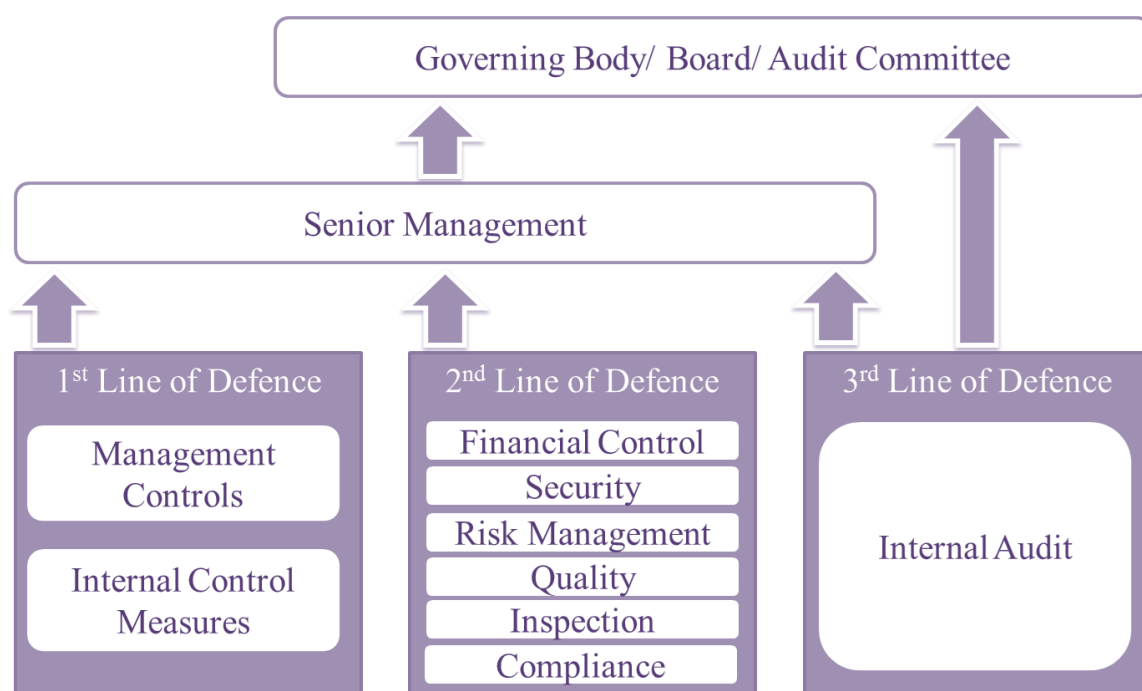 Governing Body/ Board/ Audit Committee
Senior Management
1st Line of Defence
Management
Controls
Internal Control
Measures
2nd Line of Defence
Financial Control
Security
Risk Management
Quality
Inspection
Compliance
3rd Line of Defence
Internal Audit